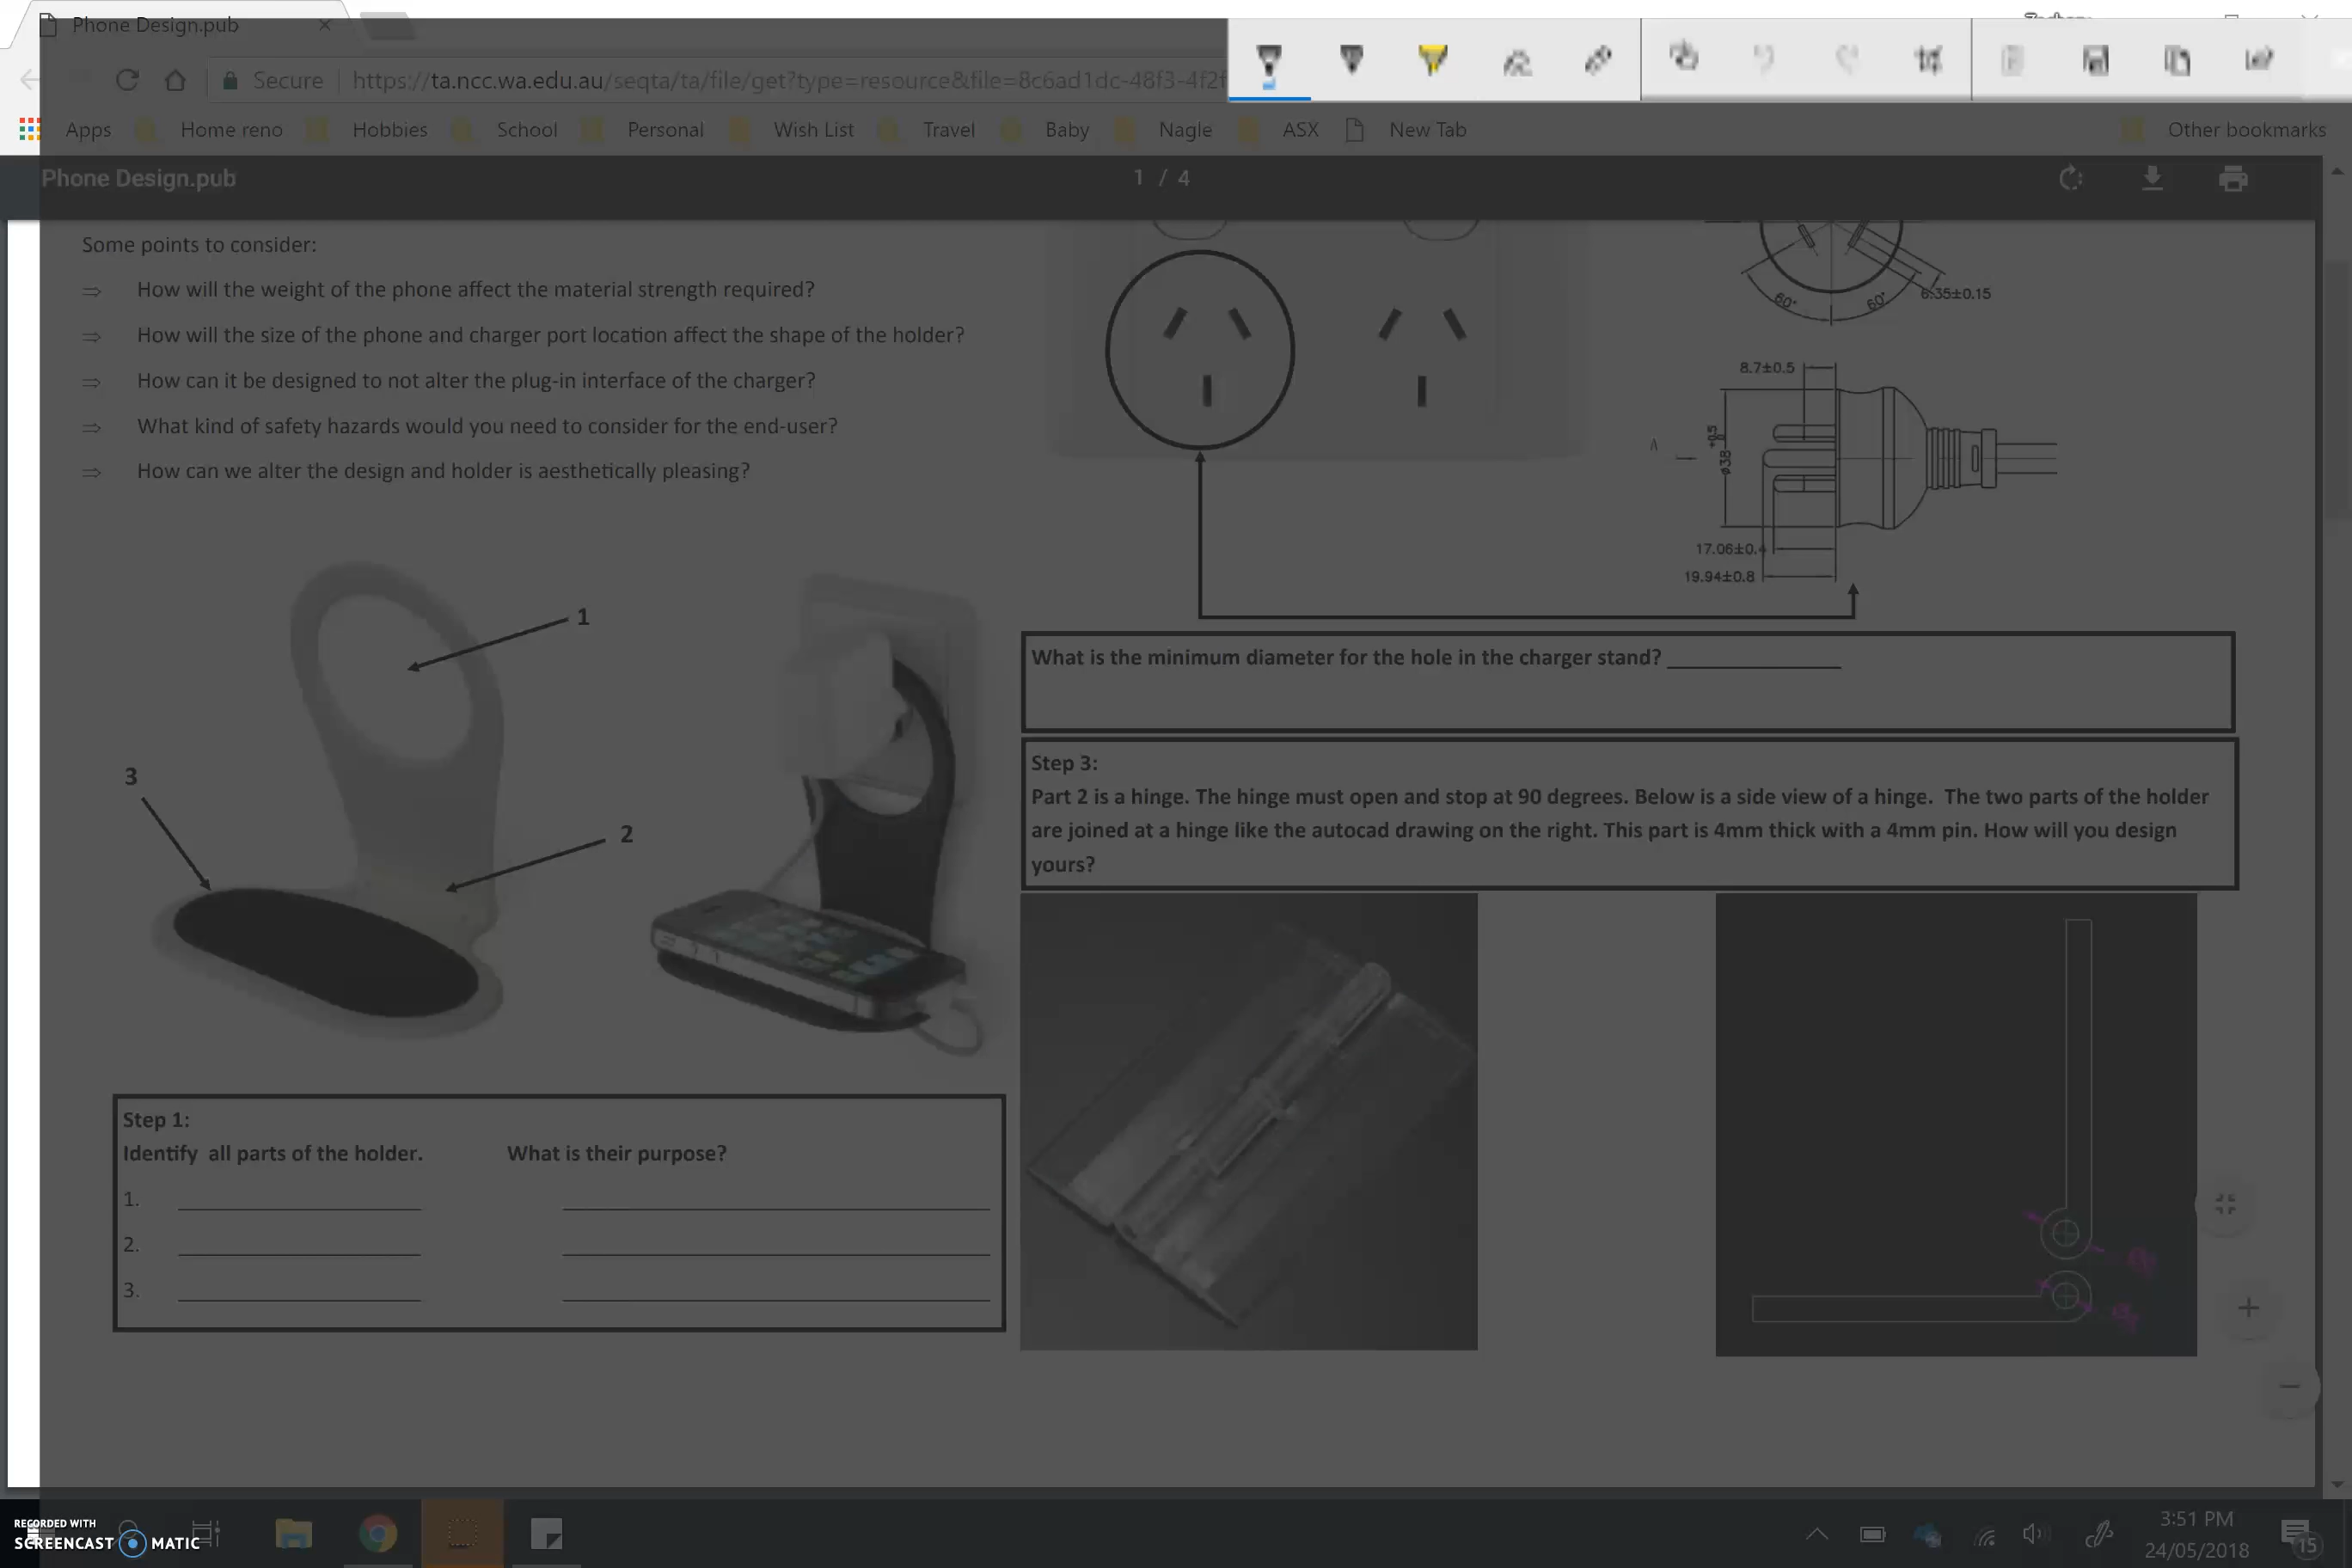 Phone Design.pub
Secure https://ta.ncc.wa.edu.au/seqta/ta/file/get?type=resource&file=8c6ad1dc-48f3-4f2f
Apps Home reno Hobbies School Personal Wish List Travel Baby Nagle ASX New Tab Other bookmarks
Phone Design.pub 1 / 4
Some points to consider:
⇒ How will the weight of the phone affect the material strength required?
⇒ How will the size of the phone and charger port location affect the shape of the holder?
⇒ How can it be designed to not alter the plug-in interface of the charger?
⇒ What kind of safety hazards would you need to consider for the end-user?
⇒ How can we alter the design and holder is aesthetically pleasing?
60° 60° 6.35±0.15
8.7±0.5
A
ø38 +0.5 0
17.06±0.4
19.94±0.8
1
3
2
What is the minimum diameter for the hole in the charger stand?
Step 3:
Part 2 is a hinge. The hinge must open and stop at 90 degrees. Below is a side view of a hinge. The two parts of the holder
are joined at a hinge like the autocad drawing on the right. This part is 4mm thick with a 4mm pin. How will you design
yours?
Step 1:
Identify all parts of the holder. What is their purpose?
1.
2.
3.
RECORDED WITH
SCREENCAST MATIC
3:51 PM
24/05/2018
15